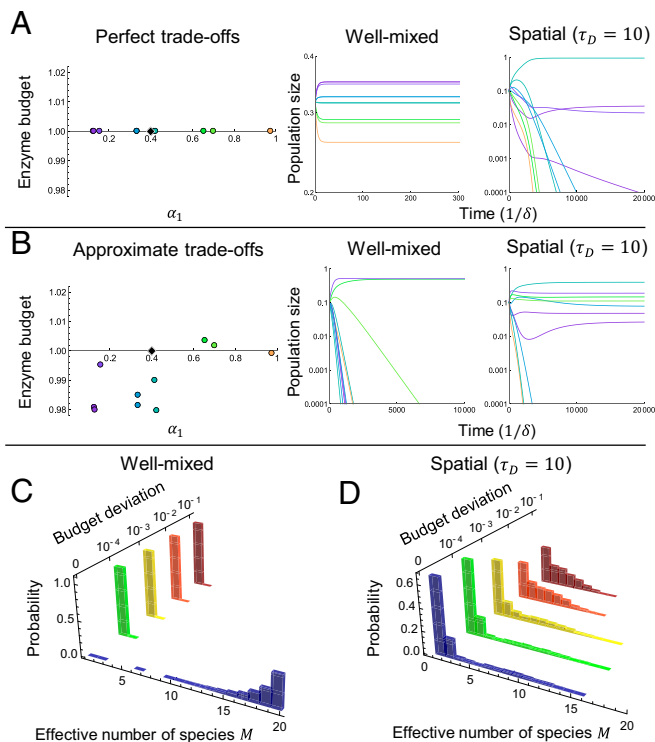 A
Perfect trade-offs
Well-mixed
Spatial (τ_D = 10)
Enzyme budget
1.02
1.01
1.00
0.99
0.98
0 0.2 0.4 0.6 0.8 1
α₁
Population size
0.4
0.3
0.2
0 100 200 300
1
0.1
0.01
0.001
0.0001
0 10000 20000
Time (1/δ)
B
Approximate trade-offs
Well-mixed
Spatial (τ_D = 10)
Enzyme budget
1.02
1.01
1.00
0.99
0.98
0 0.2 0.4 0.6 0.8 1
α₁
Population size
1
0.1
0.01
0.001
0.0001
0 5000 10000
1
0.1
0.01
0.001
0.0001
0 10000 20000
Time (1/δ)
C
Well-mixed
Budget deviation
0 10⁻⁴ 10⁻³ 10⁻² 10⁻¹
Probability
1.0
0.5
0.0
5 10 15 20
Effective number of species M
D
Spatial (τ_D = 10)
Budget deviation
0 10⁻⁴ 10⁻³ 10⁻² 10⁻¹
Probability
0.6
0.4
0.2
0.0
0 5 10 15 20
Effective number of species M